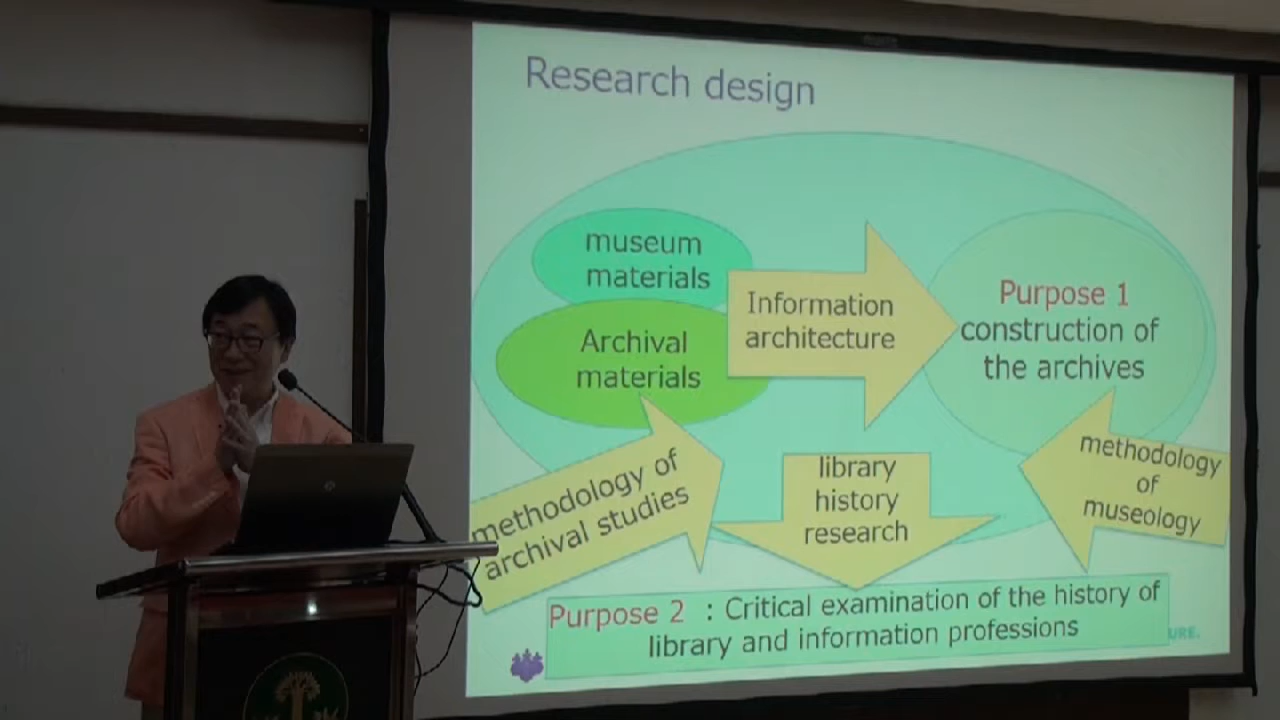 Research design
museum
materials
Archival
materials
Information
architecture
Purpose 1
construction of
the archives
methodology of
archival studies
library
history
research
methodology
of
museology
Purpose 2 : Critical examination of the history of
library and information professions
URE.